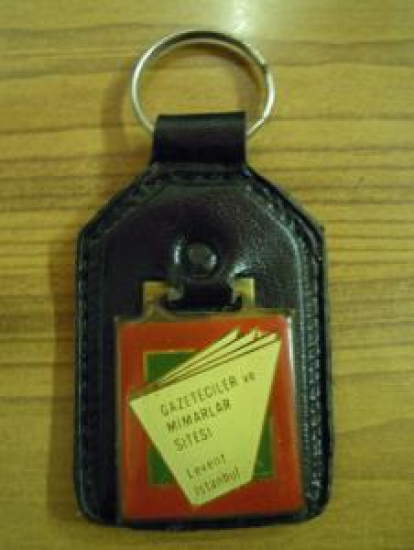 GAZETECİLER ve
MİMARLAR
SİTESİ
Levent
İstanbul